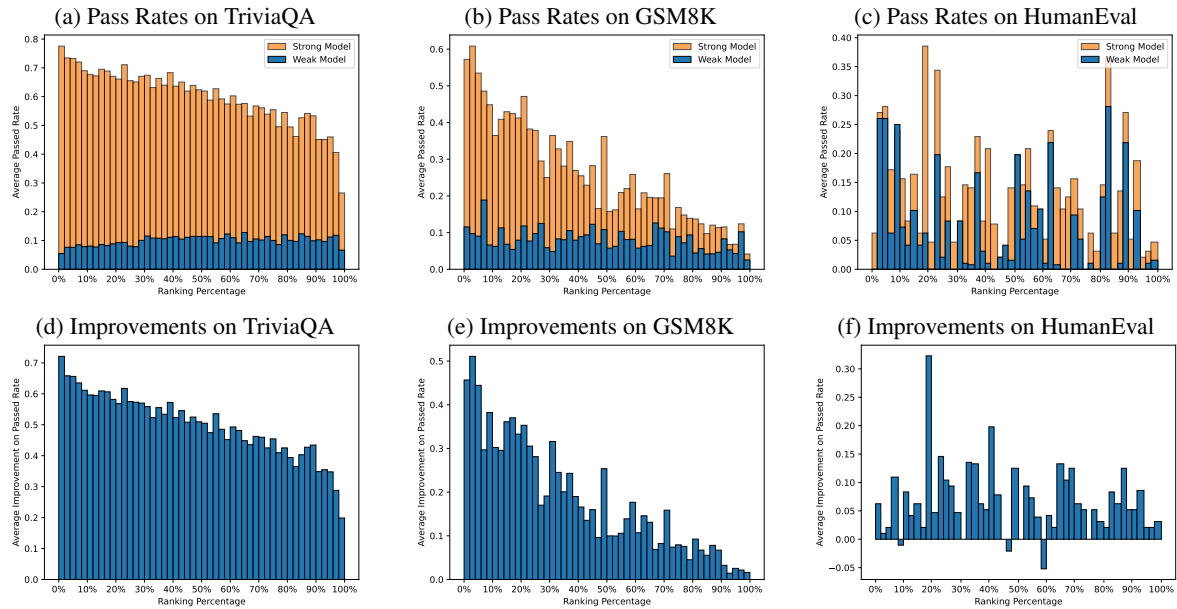 (a) Pass Rates on TriviaQA
0.8
0.7
0.6
0.5
0.4
0.3
0.2
0.1
0.0
Average Passed Rate
Strong Model
Weak Model
0% 10% 20% 30% 40% 50% 60% 70% 80% 90% 100%
Ranking Percentage
(b) Pass Rates on GSM8K
0.6
0.5
0.4
0.3
0.2
0.1
0.0
Average Passed Rate
Strong Model
Weak Model
0% 10% 20% 30% 40% 50% 60% 70% 80% 90% 100%
Ranking Percentage
(c) Pass Rates on HumanEval
0.40
0.35
0.30
0.25
0.20
0.15
0.10
0.05
0.00
Average Passed Rate
Strong Model
Weak Model
0% 10% 20% 30% 40% 50% 60% 70% 80% 90% 100%
Ranking Percentage
(d) Improvements on TriviaQA
0.7
0.6
0.5
0.4
0.3
0.2
0.1
0.0
Average Improvement on Passed Rate
0% 10% 20% 30% 40% 50% 60% 70% 80% 90% 100%
Ranking Percentage
(e) Improvements on GSM8K
0.5
0.4
0.3
0.2
0.1
0.0
Average Improvement on Passed Rate
0% 10% 20% 30% 40% 50% 60% 70% 80% 90% 100%
Ranking Percentage
(f) Improvements on HumanEval
0.30
0.25
0.20
0.15
0.10
0.05
0.00
−0.05
Average Improvement on Passed Rate
0% 10% 20% 30% 40% 50% 60% 70% 80% 90% 100%
Ranking Percentage